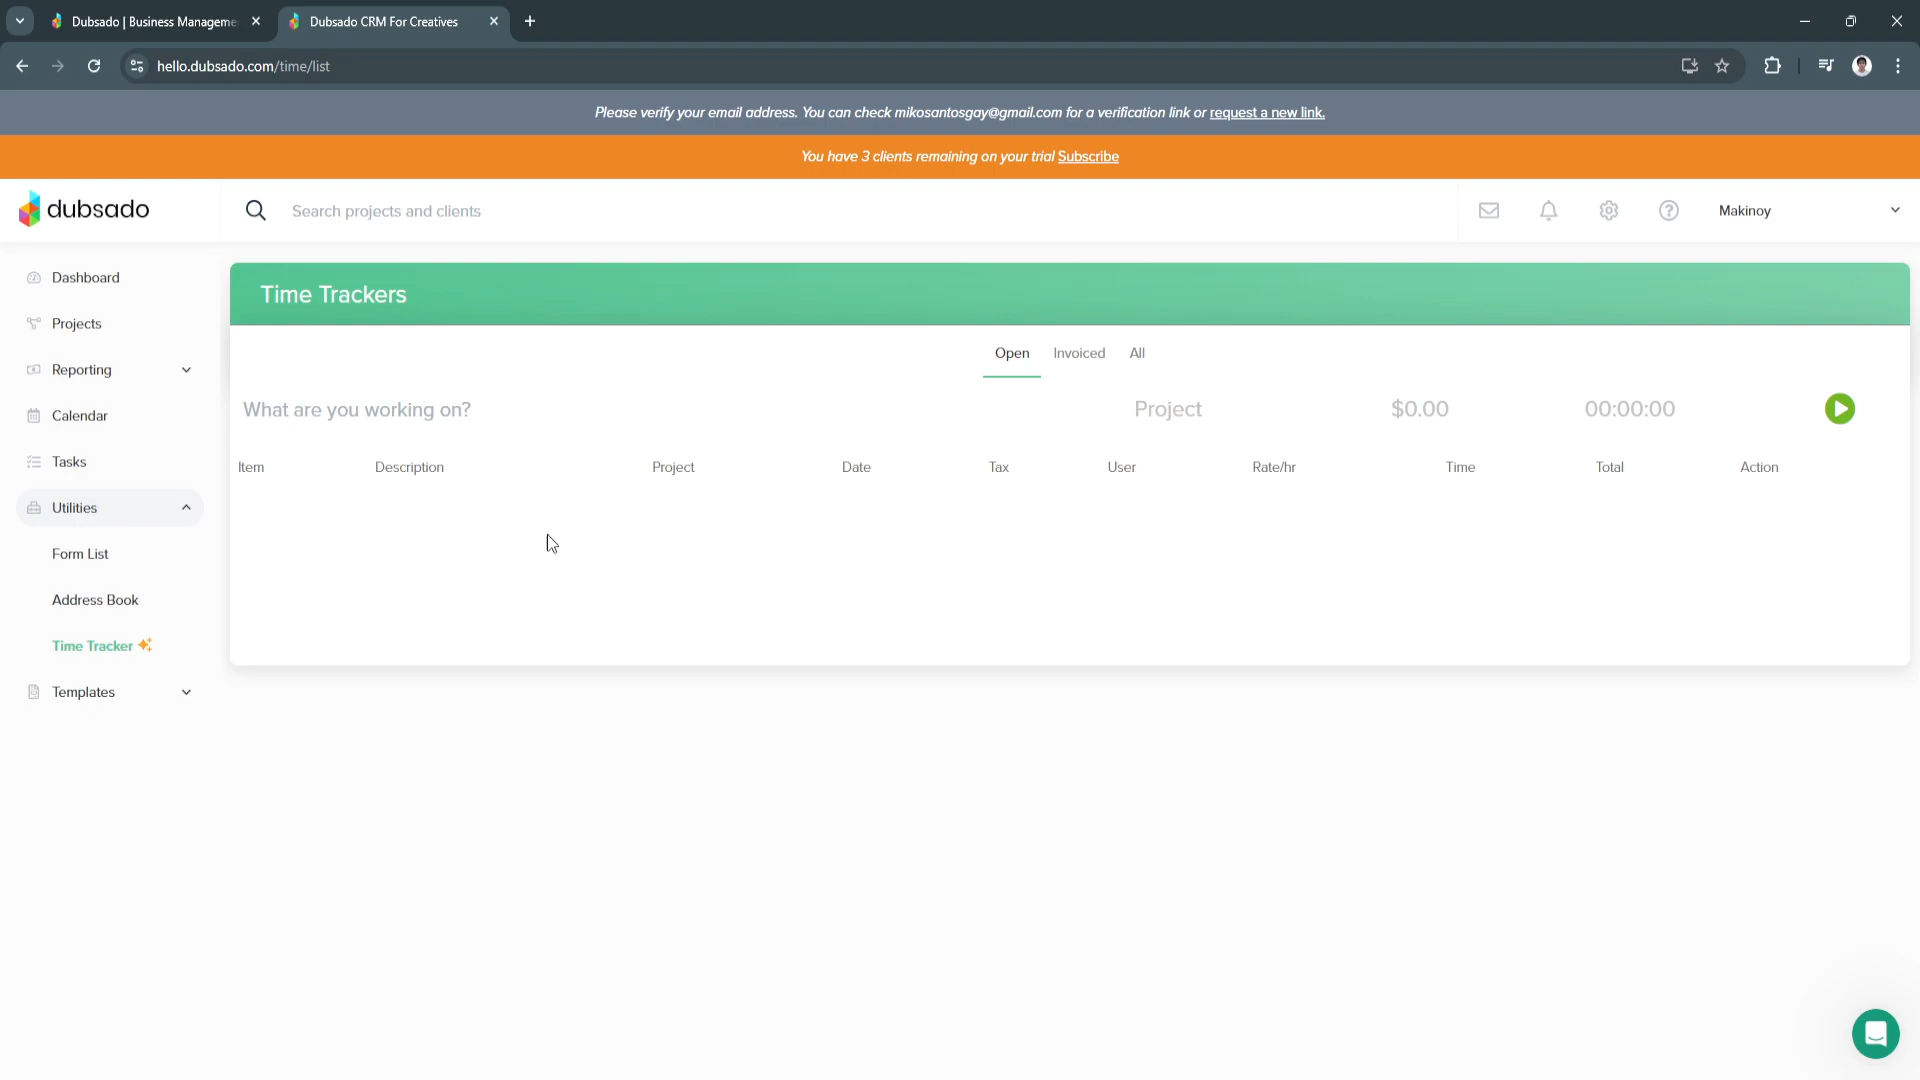 Dubsado | Business Manageme
Dubsado CRM For Creatives
hello.dubsado.com/time/list
Please verify your email address. You can check mikosantosgay@gmail.com for a verification link or request a new link.
You have 3 clients remaining on your trial Subscribe
dubsado
Search projects and clients
Makinoy
Dashboard
Projects
Reporting
Calendar
Tasks
Utilities
Form List
Address Book
Time Tracker
Templates
Time Trackers
Open Invoiced All
What are you working on? Project $0.00 00:00:00
Item Description Project Date Tax User Rate/hr Time Total Action